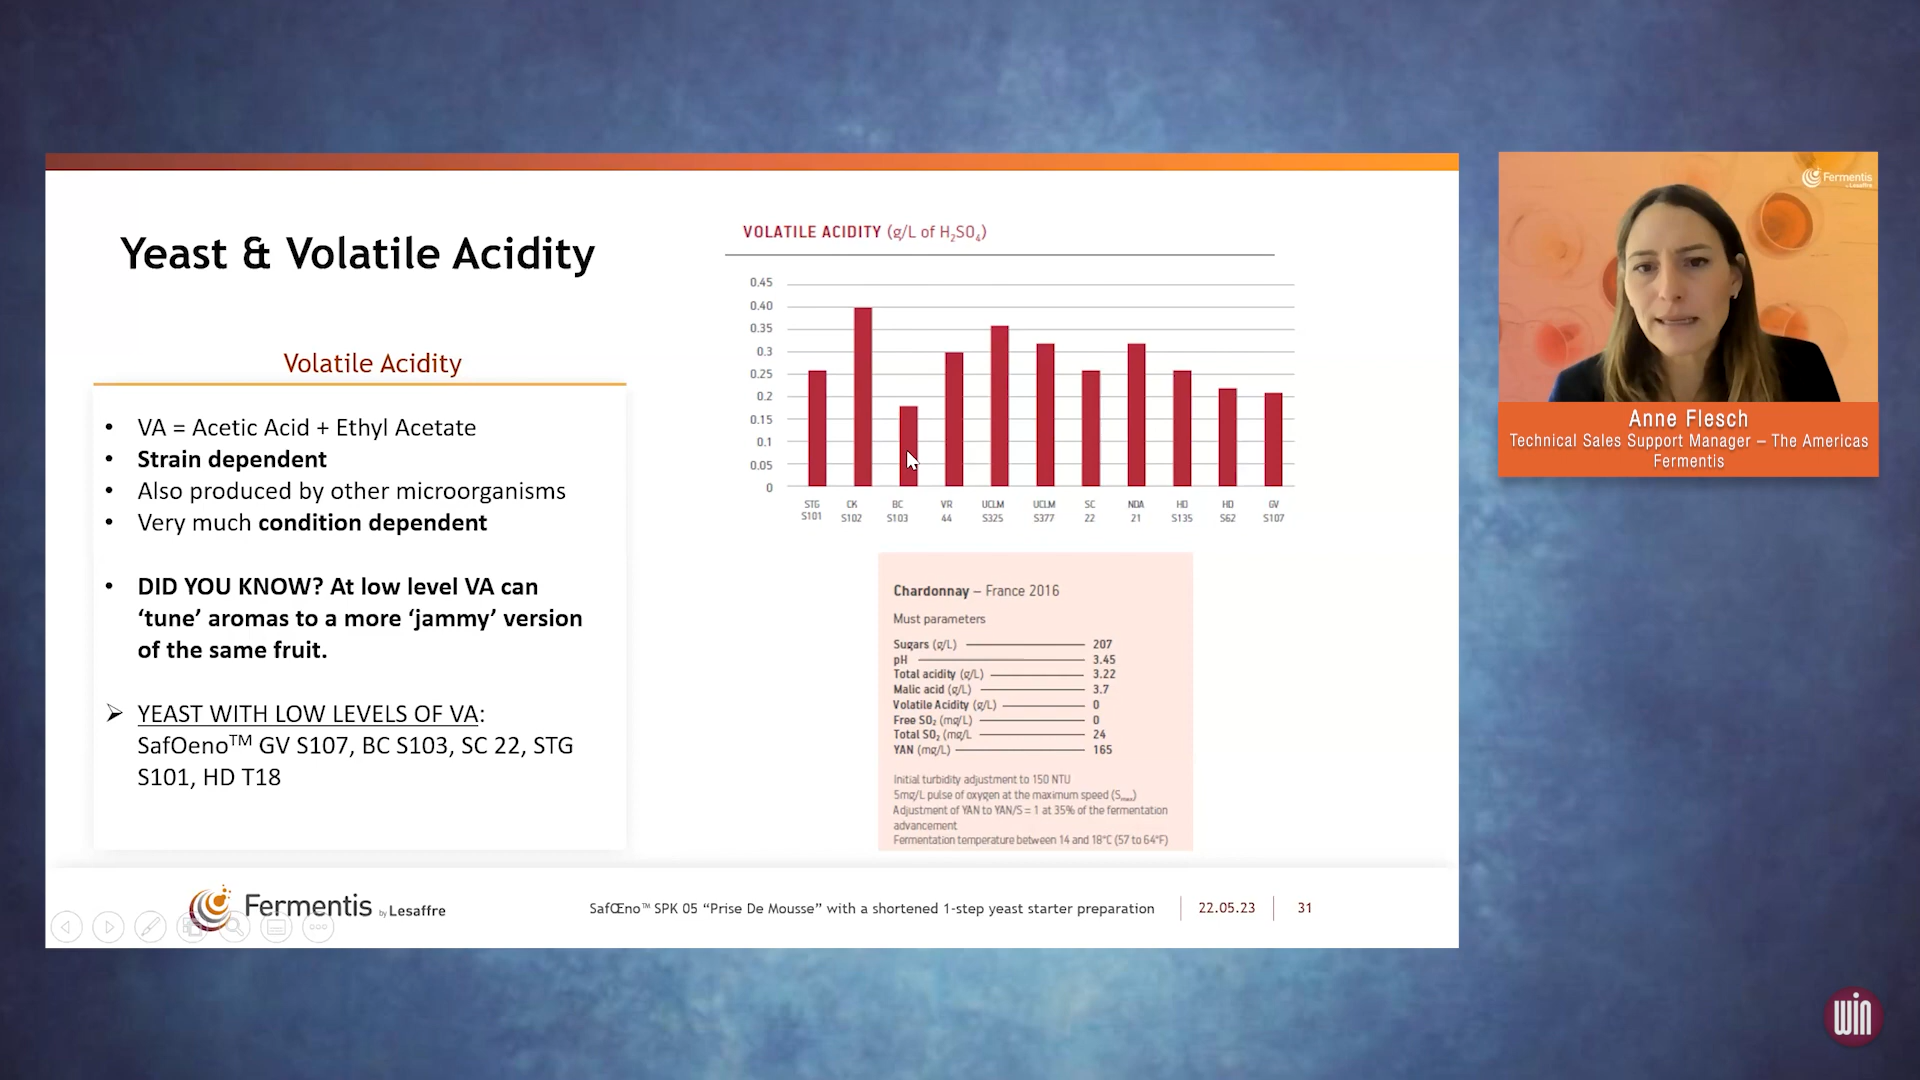 Yeast & Volatile Acidity
Volatile Acidity
• VA = Acetic Acid + Ethyl Acetate
• Strain dependent
• Also produced by other microorganisms
• Very much condition dependent
• DID YOU KNOW? At low level VA can
‘tune’ aromas to a more ‘jammy’ version
of the same fruit.
➢ YEAST WITH LOW LEVELS OF VA:
SafOeno™ GV S107, BC S103, SC 22, STG
S101, HD T18
VOLATILE ACIDITY (g/L of H₂SO₄)
0.45
0.40
0.35
0.3
0.25
0.2
0.15
0.1
0.05
0
STG CK BC VR UCLM UCLM SC NDA HD HD GV
S101 S102 S103 44 S325 S377 22 21 S135 S62 S107
Chardonnay – France 2016
Must parameters
Sugars (g/L) 207
pH 3.45
Total acidity (g/L) 3.22
Malic acid (g/L) 3.7
Volatile Acidity (g/L) 0
Free SO₂ (mg/L) 0
Total SO₂ (mg/L 24
YAN (mg/L) 165
Initial turbidity adjustment to 150 NTU
5mg/L pulse of oxygen at the maximum speed (Sₘₐₓ)
Adjustment of YAN to YAN/S = 1 at 35% of the fermentation
advancement
Fermentation temperature between 14 and 18°C (57 to 64°F)
Fermentis by Lesaffre
SafŒno™ SPK 05 “Prise De Mousse” with a shortened 1-step yeast starter preparation
22.05.23
31
Fermentis
by Lesaffre
Anne Flesch
Technical Sales Support Manager – The Americas
Fermentis
win